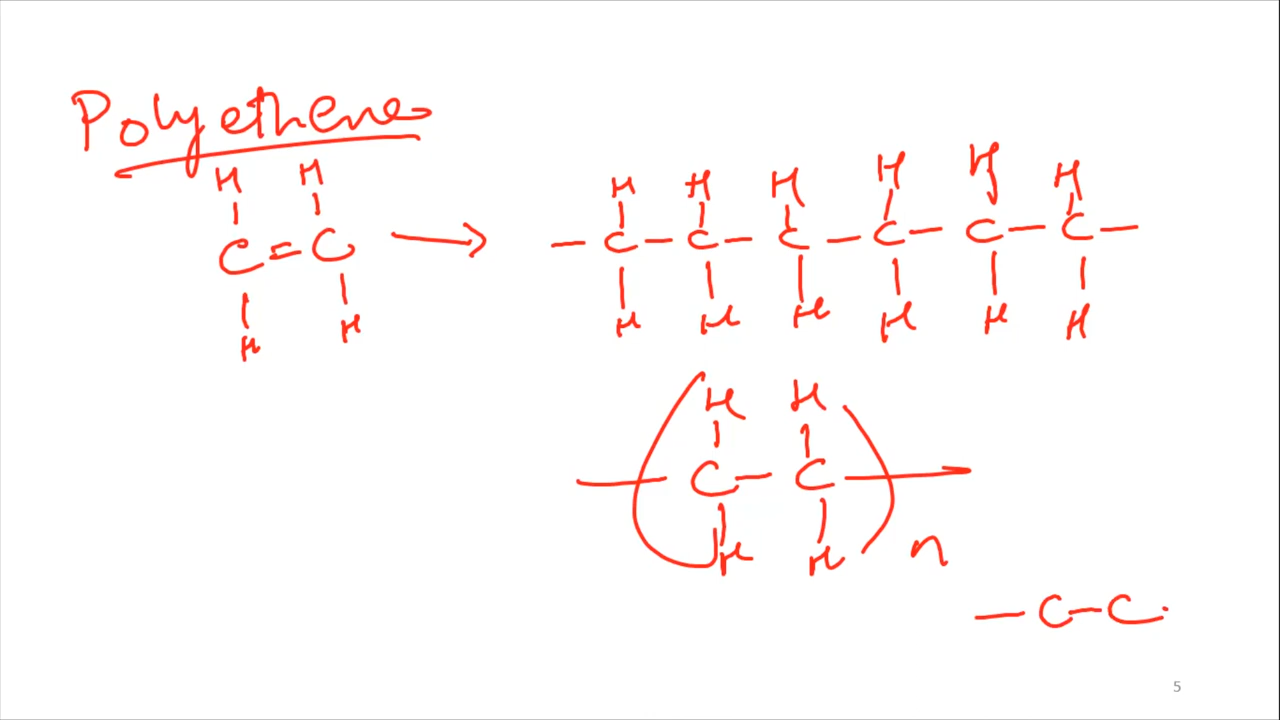 Polyethene
H H
C = C
H H
H H H H H H
— C — C — C — C — C — C —
H H H H H H
H H
— ( C — C ) —
H H
n
— C — C
5